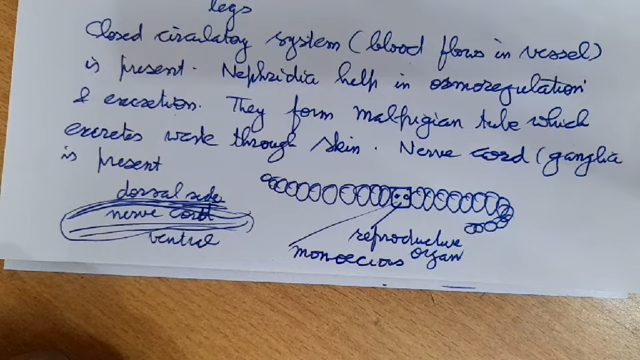 legs
Closed circulatory system (blood flows in vessel)
is present. Nephridia help in osmoregulation
& excretion. They form malpigian tube which
excretes waste through skin. Nerve cord (ganglia
is present
dorsal side
nerve cord
ventral
reproductive
monoecious organ